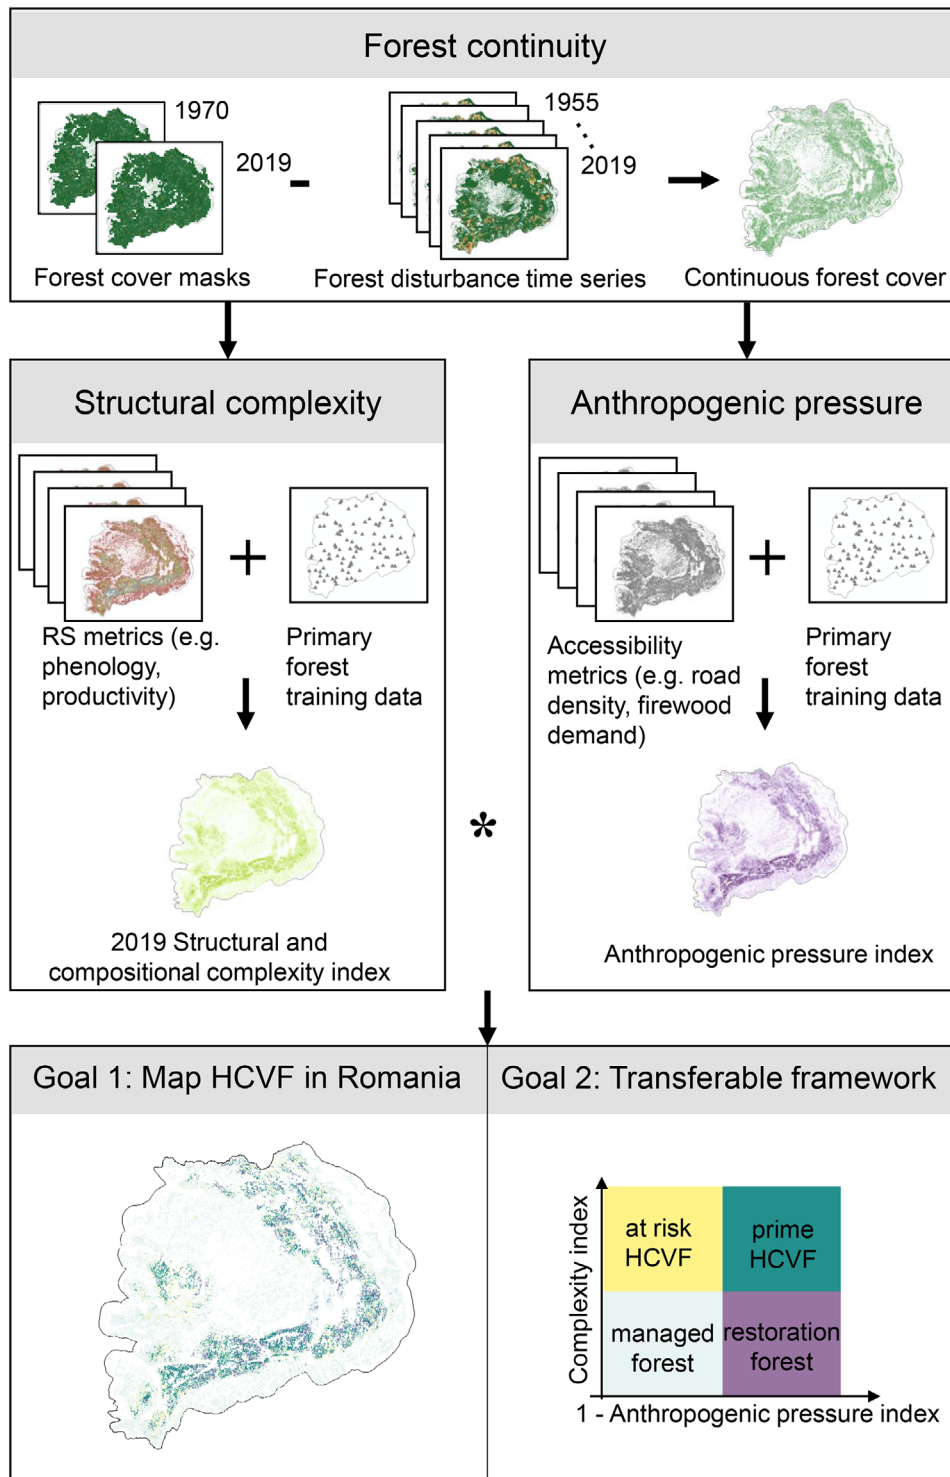 Forest continuity
1970
2019
1955
2019
Forest cover masks
Forest disturbance time series
Continuous forest cover
Structural complexity
RS metrics (e.g.
phenology,
productivity)
Primary
forest
training data
2019 Structural and
compositional complexity index
*
Anthropogenic pressure
Accessibility
metrics (e.g. road
density, firewood
demand)
Primary
forest
training data
Anthropogenic pressure index
Goal 1: Map HCVF in Romania
Goal 2: Transferable framework
Complexity index
at risk
HCVF
prime
HCVF
managed
forest
restoration
forest
1 - Anthropogenic pressure index